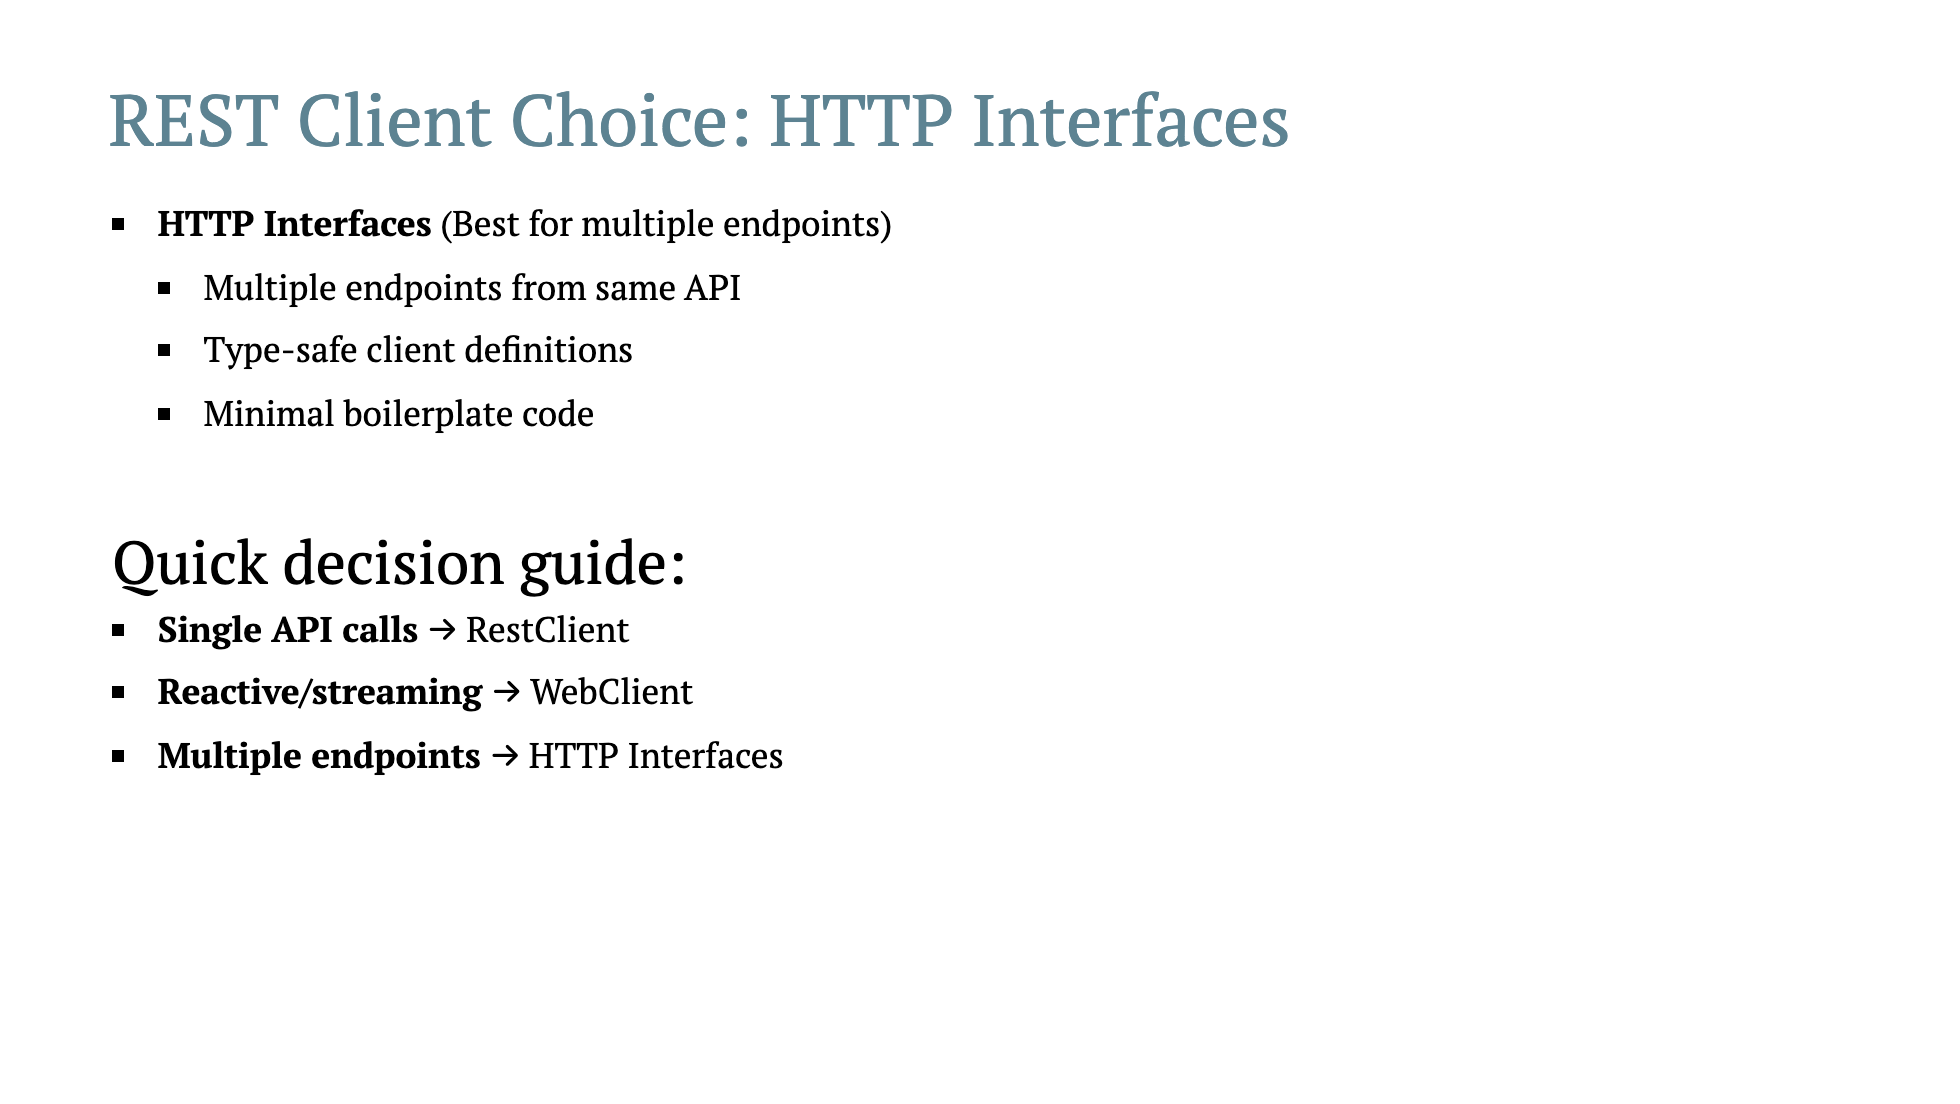 REST Client Choice: HTTP Interfaces
▪ HTTP Interfaces (Best for multiple endpoints)
▪ Multiple endpoints from same API
▪ Type-safe client definitions
▪ Minimal boilerplate code
Quick decision guide:
▪ Single API calls → RestClient
▪ Reactive/streaming → WebClient
▪ Multiple endpoints → HTTP Interfaces